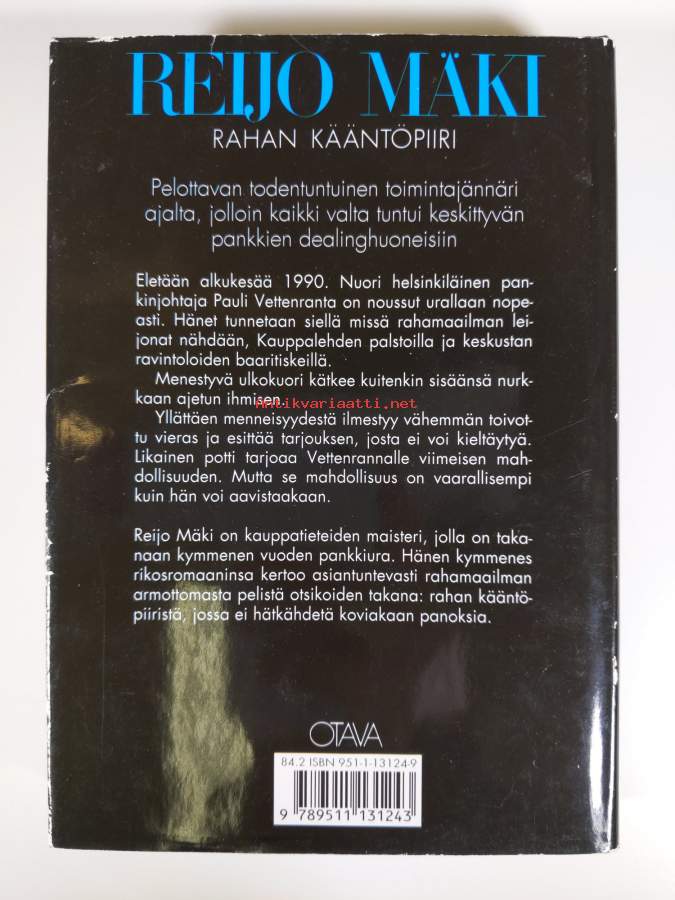 REIJO MÄKI
RAHAN KÄÄNTÖPIIRI
Pelottavan todentuntuinen toimintajännäri
ajalta, jolloin kaikki valta tuntui keskittyvän
pankkien dealinghuoneisiin
Eletään alkukesää 1990. Nuori helsinkiläinen pan-
kinjohtaja Pauli Vettenranta on noussut urallaan nope-
asti. Hänet tunnetaan siellä missä rahamaailman lei-
jonat nähdään, Kauppalehden palstoilla ja keskustan
ravintoloiden baaritiskeillä.
Menestyvä ulkokuori kätkee kuitenkin sisäänsä nurk-
kaan ajetun ihmisen.
Antikvariaatti.net
Yllättäen menneisyydestä ilmestyy vähemmän toivot-
tu vieras ja esittää tarjouksen, josta ei voi kieltäytyä.
Likainen potti tarjoaa Vettenrannalle viimeisen mah-
dollisuuden. Mutta se mahdollisuus on vaarallisempi
kuin hän voi aavistaakaan.
Reijo Mäki on kauppatieteiden maisteri, jolla on taka-
naan kymmenen vuoden pankkiura. Hänen kymmenes
rikosromaaninsa kertoo asiantuntevasti rahamaailman
armottomasta pelistä otsikoiden takana: rahan kääntö-
piiristä, jossa ei hätkähdetä koviakaan panoksia.
OTAVA
84.2 ISBN 951-1-13124-9
9 789511 131243